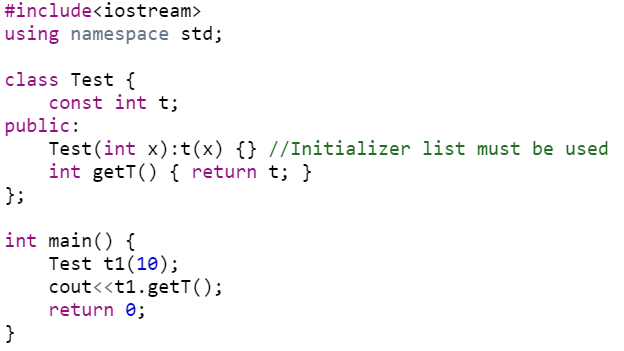 #include<iostream>
using namespace std;

class Test {
    const int t;
public:
    Test(int x):t(x) {} //Initializer list must be used
    int getT() { return t; }
};

int main() {
    Test t1(10);
    cout<<t1.getT();
    return 0;
}